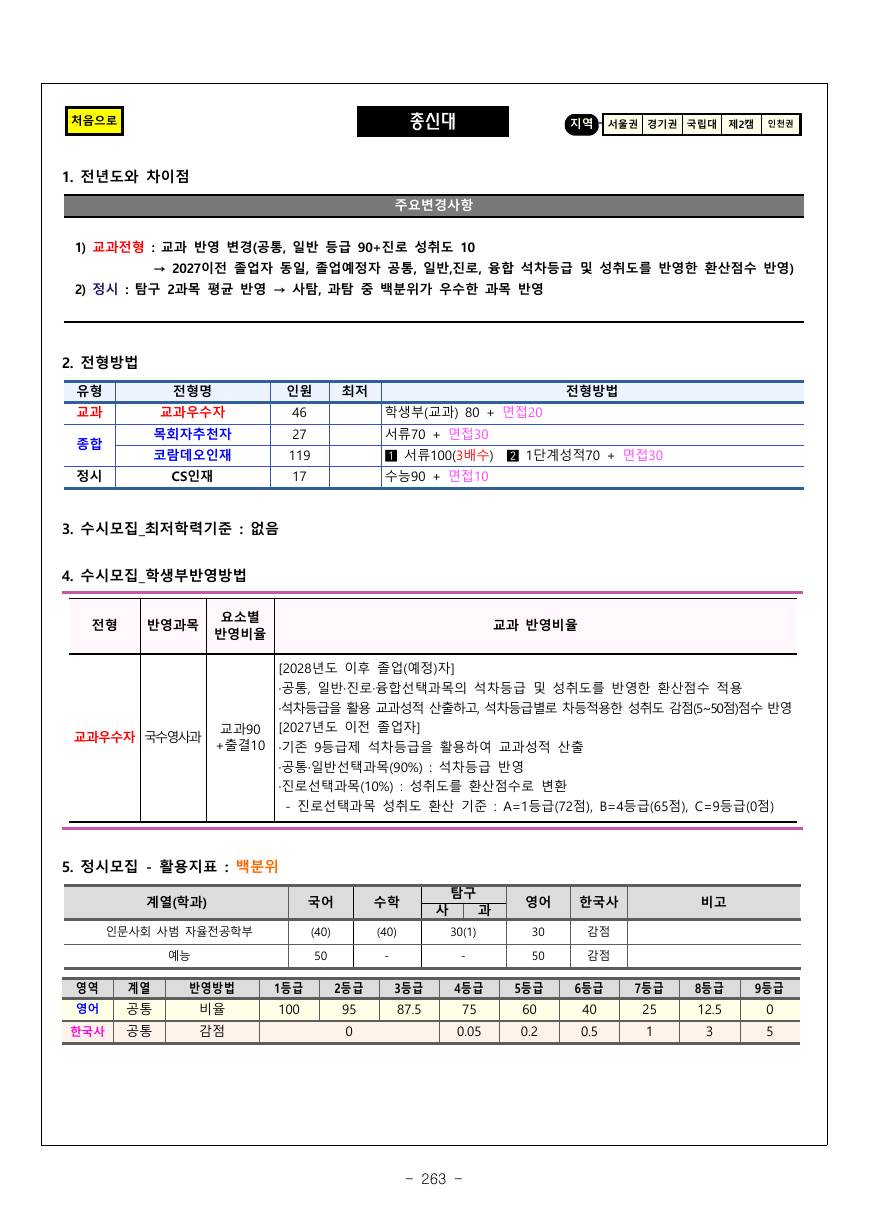 처음으로
총신대
지역 서울권 경기권 국립대 제2캠 인천권
1. 전년도와 차이점
주요변경사항
1) 교과전형 : 교과 반영 변경(공통, 일반 등급 90+진로 성취도 10
→ 2027이전 졸업자 동일, 졸업예정자 공통, 일반,진로, 융합 석차등급 및 성취도를 반영한 환산점수 반영)
2) 정시 : 탐구 2과목 평균 반영 → 사탐, 과탐 중 백분위가 우수한 과목 반영
2. 전형방법
유형 전형명 인원 최저 전형방법
교과 교과우수자 46 학생부(교과) 80 + 면접20
종합 목회자추천자 27 서류70 + 면접30
코람데오인재 119 1 서류100(3배수) 2 1단계성적70 + 면접30
정시 CS인재 17 수능90 + 면접10
3. 수시모집_최저학력기준 : 없음
4. 수시모집_학생부반영방법
전형 반영과목 요소별 반영비율 교과 반영비율
교과우수자 국수영사과 교과90 +출결10
[2028년도 이후 졸업(예정)자]
·공통, 일반·진로·융합선택과목의 석차등급 및 성취도를 반영한 환산점수 적용
·석차등급을 활용 교과성적 산출하고, 석차등급별로 차등적용한 성취도 감점(5~50점)점수 반영
[2027년도 이전 졸업자]
·기존 9등급제 석차등급을 활용하여 교과성적 산출
·공통·일반선택과목(90%) : 석차등급 반영
·진로선택과목(10%) : 성취도를 환산점수로 변환
- 진로선택과목 성취도 환산 기준 : A=1등급(72점), B=4등급(65점), C=9등급(0점)
5. 정시모집 - 활용지표 : 백분위
계열(학과) 국어 수학 탐구 영어 한국사 비고
사 과
인문사회 사범 자율전공학부 (40) (40) 30(1) 30 감점
예능 50 - - 50 감점
영역 계열 반영방법 1등급 2등급 3등급 4등급 5등급 6등급 7등급 8등급 9등급
영어 공통 비율 100 95 87.5 75 60 40 25 12.5 0
한국사 공통 감점 0 0.05 0.2 0.5 1 3 5
- 263 -